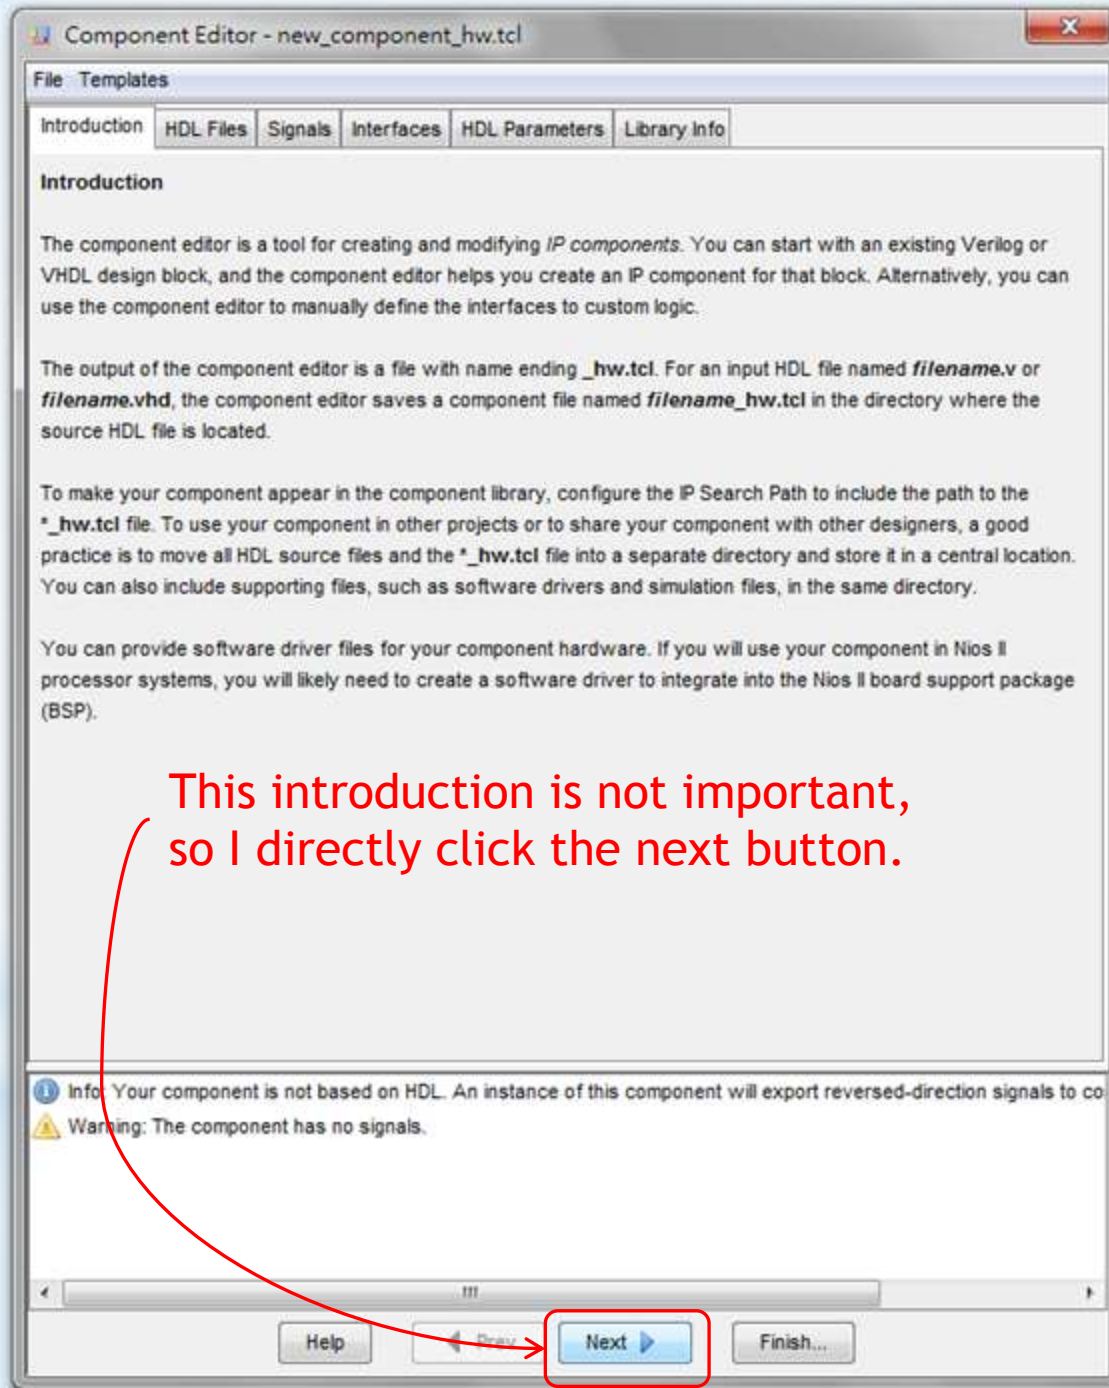 Component Editor - new_component_hw.tcl
File Templates
Introduction HDL Files Signals Interfaces HDL Parameters Library Info
Introduction
The component editor is a tool for creating and modifying IP components. You can start with an existing Verilog or
VHDL design block, and the component editor helps you create an IP component for that block. Alternatively, you can
use the component editor to manually define the interfaces to custom logic.
The output of the component editor is a file with name ending _hw.tcl. For an input HDL file named filename.v or
filename.vhd, the component editor saves a component file named filename_hw.tcl in the directory where the
source HDL file is located.
To make your component appear in the component library, configure the IP Search Path to include the path to the
*_hw.tcl file. To use your component in other projects or to share your component with other designers, a good
practice is to move all HDL source files and the *_hw.tcl file into a separate directory and store it in a central location.
You can also include supporting files, such as software drivers and simulation files, in the same directory.
You can provide software driver files for your component hardware. If you will use your component in Nios II
processor systems, you will likely need to create a software driver to integrate into the Nios II board support package
(BSP).
This introduction is not important,
so I directly click the next button.
Info: Your component is not based on HDL. An instance of this component will export reversed-direction signals to co
Warning: The component has no signals.
Help Prev Next Finish...